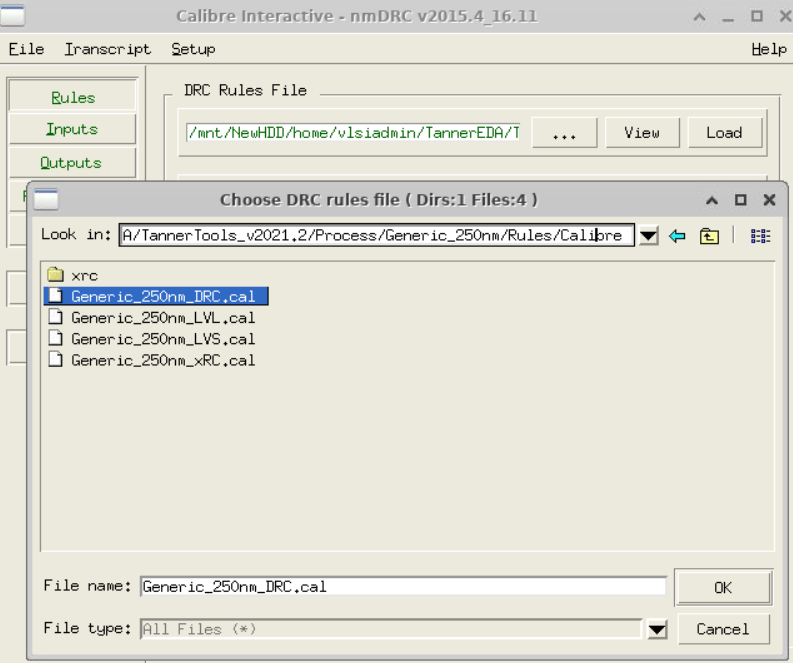 Calibre Interactive - nmDRC v2015.4_16.11
File Transcript Setup Help
Rules
DRC Rules File
Inputs
/mnt/NewHDD/home/vlsiadmin/TannerEDA/T ... View Load
Outputs
Choose DRC rules file ( Dirs:1 Files:4 )
Look in: A/TannerTools_v2021.2/Process/Generic_250nm/Rules/Calibre
xrc
Generic_250nm_DRC.cal
Generic_250nm_LVL.cal
Generic_250nm_LVS.cal
Generic_250nm_xRC.cal
File name: Generic_250nm_DRC.cal OK
File type: All Files (*) Cancel